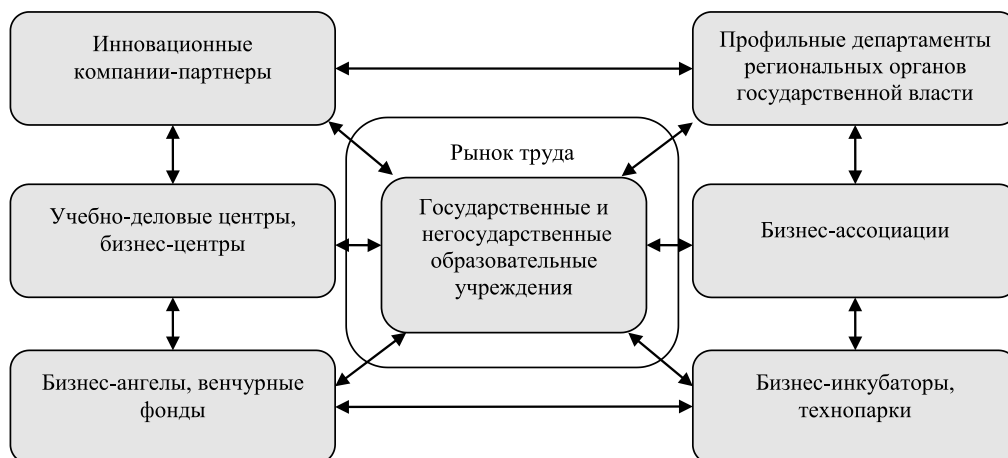 Инновационные
компании-партнеры
Профильные департаменты
региональных органов
государственной власти
Рынок труда
Учебно-деловые центры,
бизнес-центры
Государственные и
негосударственные
образовательные
учреждения
Бизнес-ассоциации
Бизнес-ангелы, венчурные
фонды
Бизнес-инкубаторы,
технопарки